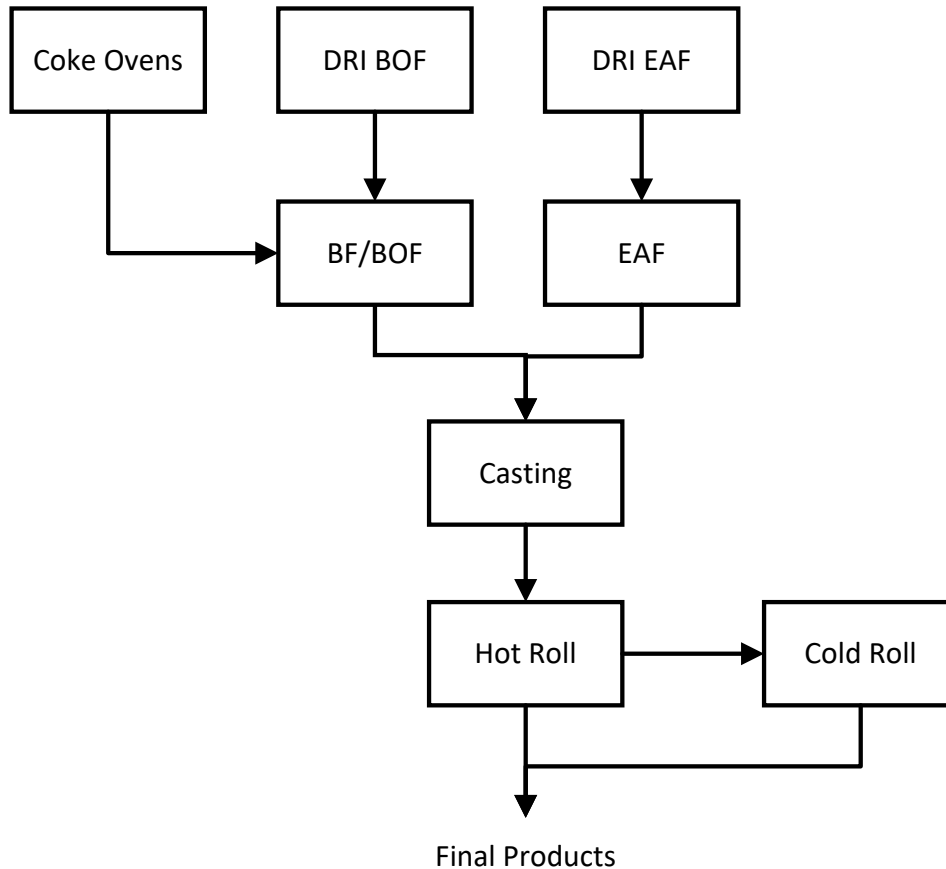 Coke Ovens
DRI BOF
DRI EAF
BF/BOF
EAF
Casting
Hot Roll
Cold Roll
Final Products